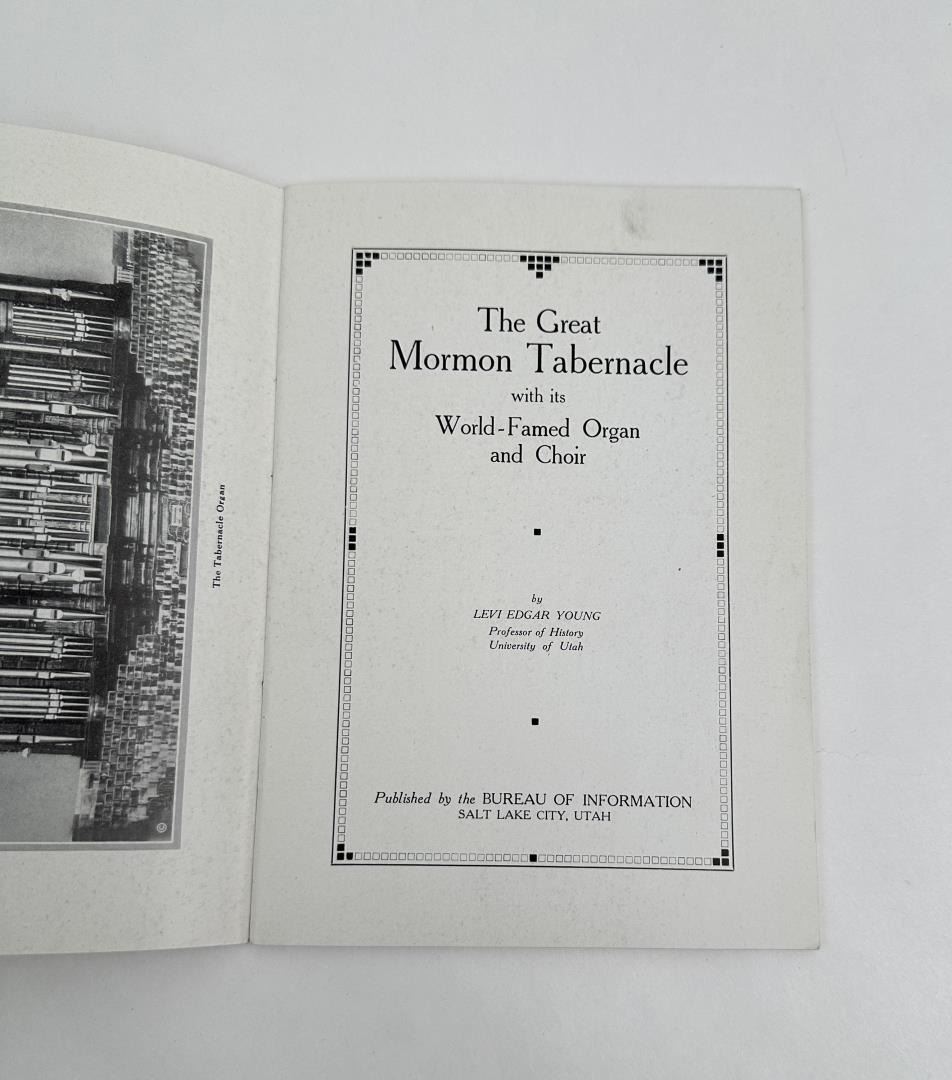 The Tabernacle Organ
©
The Great
Mormon Tabernacle
with its
World-Famed Organ
and Choir
by
LEVI EDGAR YOUNG
Professor of History
University of Utah
Published by the BUREAU OF INFORMATION
SALT LAKE CITY, UTAH